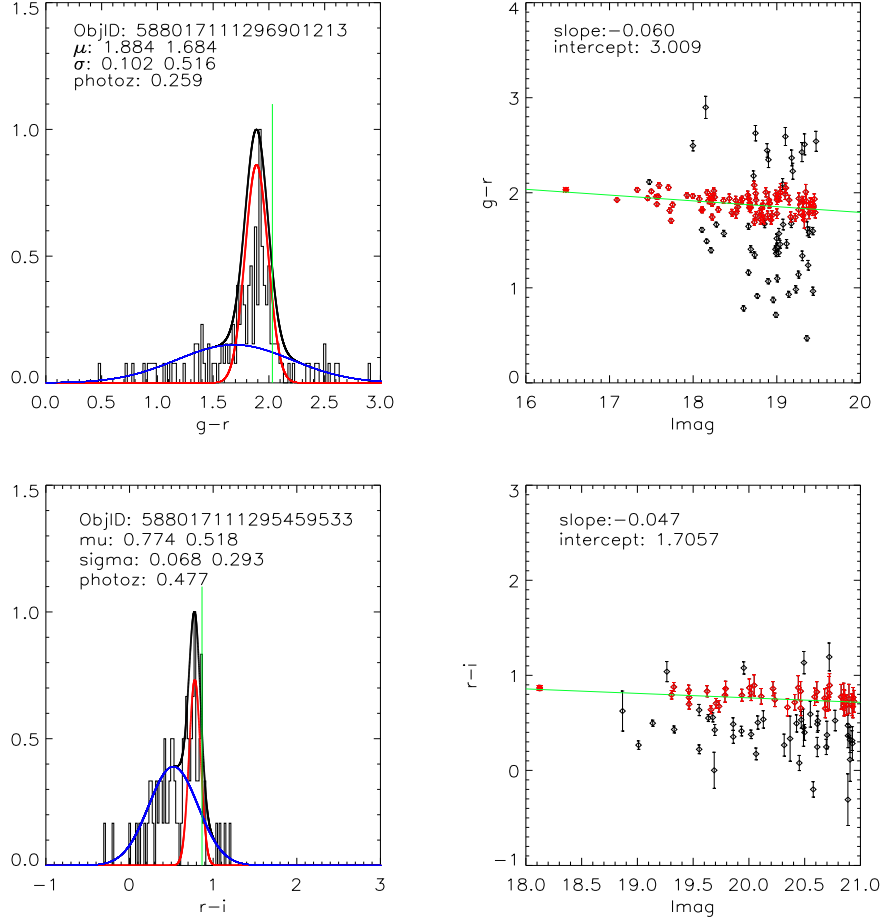 1.5
1.0
0.5
0.0
ObjID: 588017111296901213
μ: 1.884 1.684
σ: 0.102 0.516
photoz: 0.259
0.0 0.5 1.0 1.5 2.0 2.5 3.0
g-r
4
3
2
1
0
g-r
slope:-0.060
intercept: 3.009
16 17 18 19 20
Imag
1.5
1.0
0.5
0.0
ObjID: 588017111295459533
mu: 0.774 0.518
sigma: 0.068 0.293
photoz: 0.477
-1 0 1 2 3
r-i
3
2
1
0
-1
r-i
slope:-0.047
intercept: 1.7057
18.0 18.5 19.0 19.5 20.0 20.5 21.0
Imag